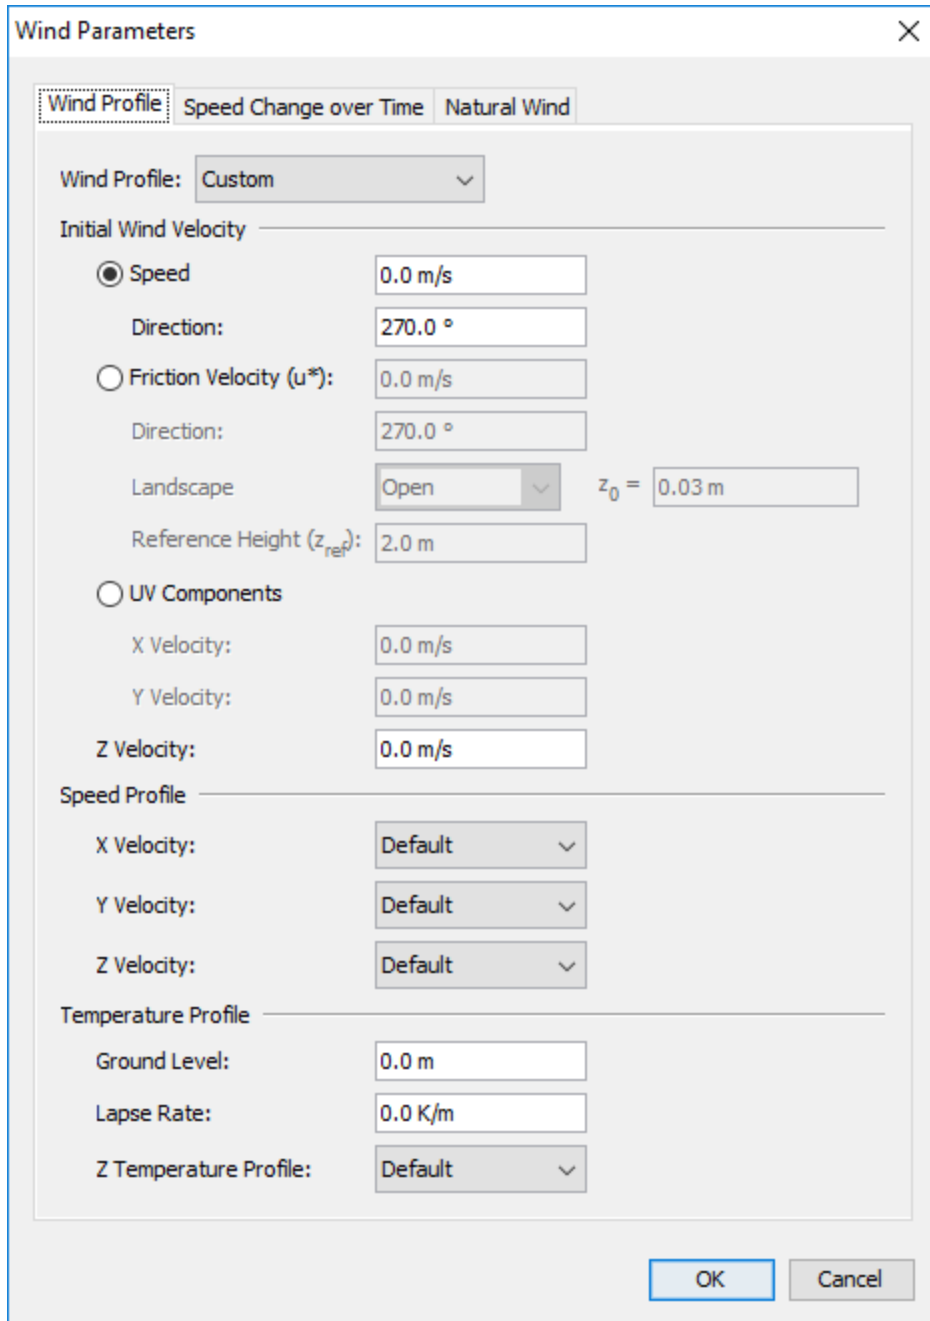 Wind Parameters
Wind Profile Speed Change over Time Natural Wind
Wind Profile: Custom
Initial Wind Velocity
Speed 0.0 m/s
Direction: 270.0 °
Friction Velocity (u*): 0.0 m/s
Direction: 270.0 °
Landscape Open z0 = 0.03 m
Reference Height (zref): 2.0 m
UV Components
X Velocity: 0.0 m/s
Y Velocity: 0.0 m/s
Z Velocity: 0.0 m/s
Speed Profile
X Velocity: Default
Y Velocity: Default
Z Velocity: Default
Temperature Profile
Ground Level: 0.0 m
Lapse Rate: 0.0 K/m
Z Temperature Profile: Default
OK Cancel